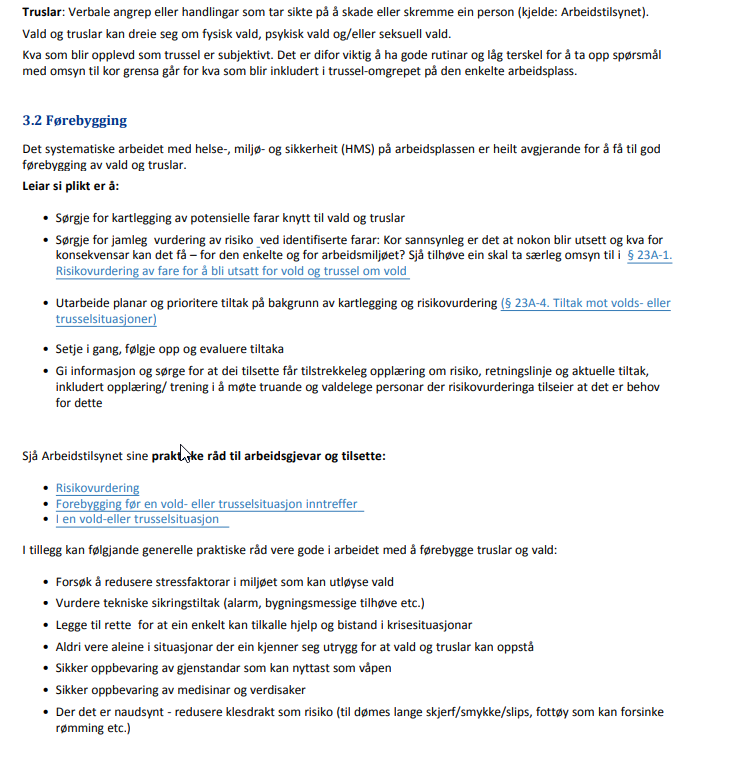 Truslar: Verbale angrep eller handlingar som tar sikte på å skade eller skremme ein person (kjelde: Arbeidstilsynet).
Vald og truslar kan dreie seg om fysisk vald, psykisk vald og/eller seksuell vald.
Kva som blir opplevd som trussel er subjektivt. Det er difor viktig å ha gode rutinar og låg terskel for å ta opp spørsmål
med omsyn til kor grensa går for kva som blir inkludert i trussel-omgrepet på den enkelte arbeidsplass.
3.2 Førebygging
Det systematiske arbeidet med helse-, miljø- og sikkerheit (HMS) på arbeidsplassen er heilt avgjerande for å få til god
førebygging av vald og truslar.
Leiar si plikt er å:
• Sørgje for kartlegging av potensielle farar knytt til vald og truslar
• Sørgje for jamleg vurdering av risiko ved identifiserte farar: Kor sannsynleg er det at nokon blir utsett og kva for
konsekvensar kan det få – for den enkelte og for arbeidsmiljøet? Sjå tilhøve ein skal ta særleg omsyn til i § 23A-1.
Risikovurdering av fare for å bli utsatt for vold og trussel om vold
• Utarbeide planar og prioritere tiltak på bakgrunn av kartlegging og risikovurdering (§ 23A-4. Tiltak mot volds- eller
trusselsituasjoner)
• Setje i gang, følgje opp og evaluere tiltaka
• Gi informasjon og sørge for at dei tilsette får tilstrekkeleg opplæring om risiko, retningslinje og aktuelle tiltak,
inkludert opplæring/ trening i å møte truande og valdelege personar der risikovurderinga tilseier at det er behov
for dette
Sjå Arbeidstilsynet sine praktiske råd til arbeidsgjevar og tilsette:
• Risikovurdering
• Forebygging før en vold- eller trusselsituasjon inntreffer
• I en vold-eller trusselsituasjon
I tillegg kan følgjande generelle praktiske råd vere gode i arbeidet med å førebygge truslar og vald:
• Forsøk å redusere stressfaktorar i miljøet som kan utløyse vald
• Vurdere tekniske sikringstiltak (alarm, bygningsmessige tilhøve etc.)
• Legge til rette for at ein enkelt kan tilkalle hjelp og bistand i krisesituasjonar
• Aldri vere aleine i situasjonar der ein kjenner seg utrygg for at vald og truslar kan oppstå
• Sikker oppbevaring av gjenstandar som kan nyttast som våpen
• Sikker oppbevaring av medisinar og verdisaker
• Der det er naudsynt - redusere klesdrakt som risiko (til dømes lange skjerf/smykke/slips, fottøy som kan forsinke
rømming etc.)